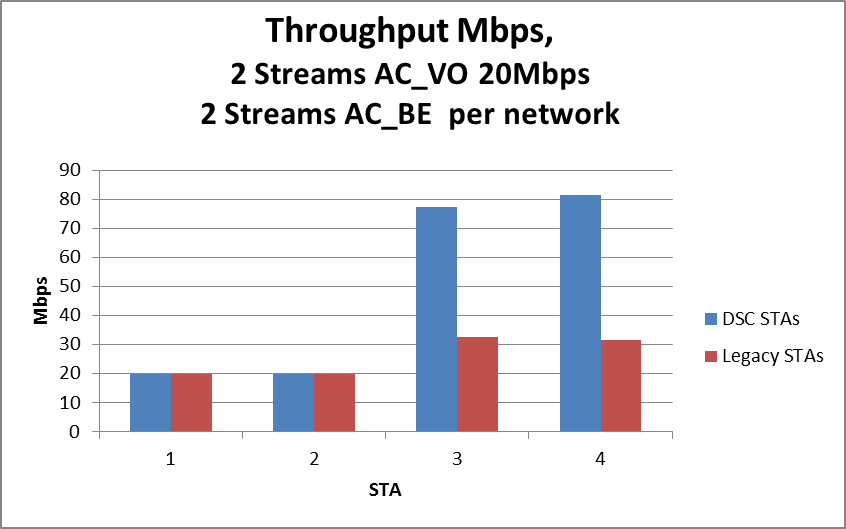 Throughput Mbps,
2 Streams AC_VO 20Mbps
2 Streams AC_BE  per network
90
80
70
60
50
40
30
20
10
0
Mbps
1
2
3
4
STA
DSC STAs
Legacy STAs